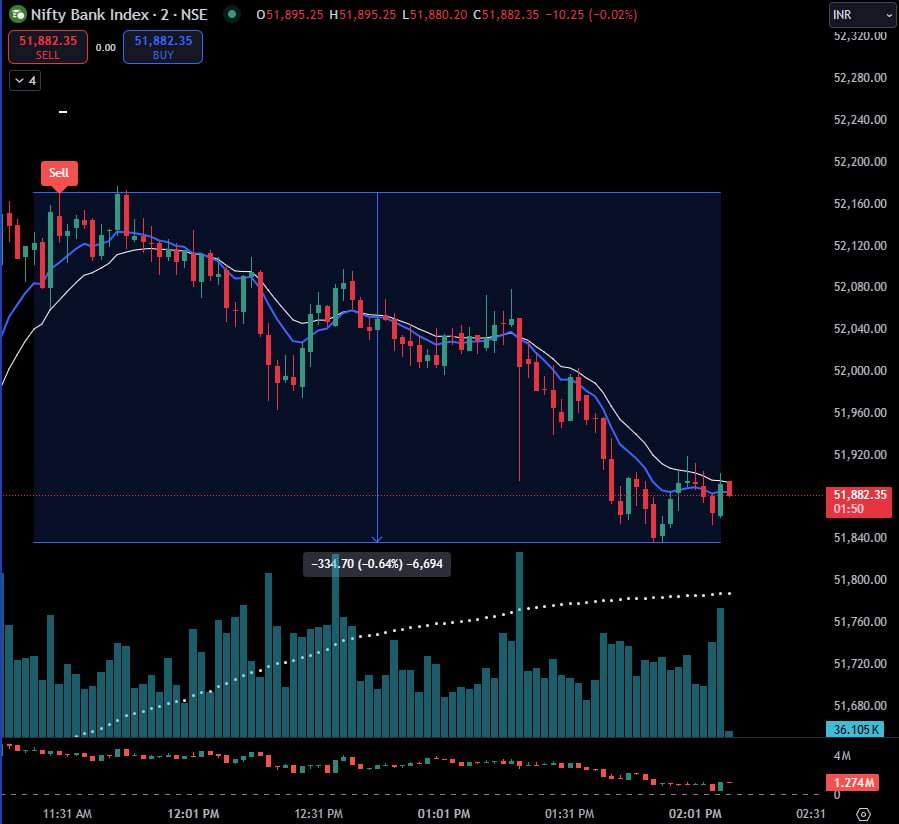 Nifty Bank Index · 2 · NSE O51,895.25 H51,895.25 L51,880.20 C51,882.35 −10.25 (−0.02%)
INR
51,882.35
SELL
0.00
51,882.35
BUY
4
Sell
52,320.00
52,280.00
52,240.00
52,200.00
52,160.00
52,120.00
52,080.00
52,040.00
52,000.00
51,960.00
51,920.00
51,882.35
01:50
51,840.00
−334.70 (−0.64%) −6,694
51,800.00
51,760.00
51,720.00
51,680.00
36.105K
4M
1.274M
0
11:31 AM 12:01 PM 12:31 PM 01:01 PM 01:31 PM 02:01 PM 02:31